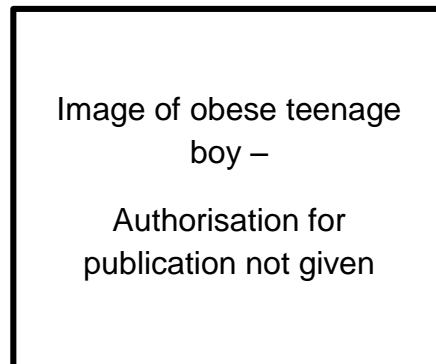 Image of obese teenage
boy –
Authorisation for
publication not given